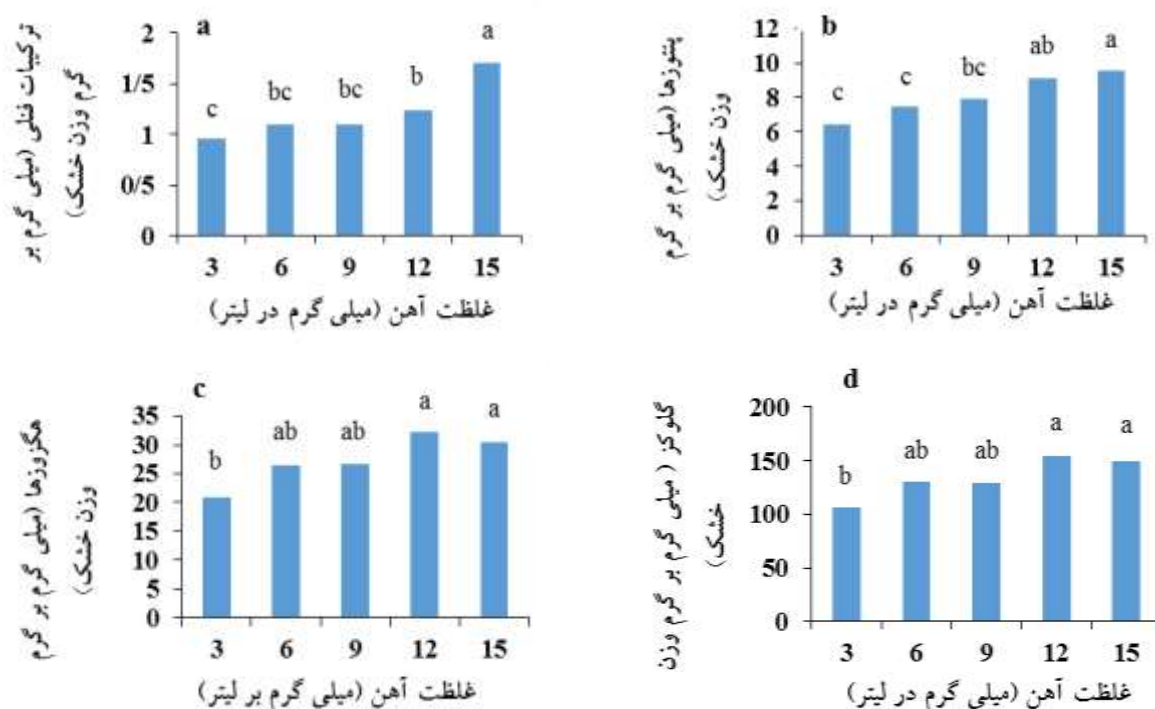 a
ترکیبات فنلی (میلی گرم بر
گرم وزن خشک)
2
1/5
1
0/5
0
c
bc
bc
b
a
3 6 9 12 15
غلظت آهن (میلی گرم در لیتر)
b
پنتوزها (میلی گرم بر گرم
وزن خشک)
12
10
8
6
4
2
0
c
c
bc
ab
a
3 6 9 12 15
غلظت آهن (میلی گرم در لیتر)
c
هگزوزها (میلی گرم بر گرم
وزن خشک)
35
30
25
20
15
10
5
0
b
ab
ab
a
a
3 6 9 12 15
غلظت آهن (میلی گرم بر لیتر)
d
گلوکز ( میلی گرم بر گرم وزن
خشک)
200
150
100
50
0
b
ab
ab
a
a
3 6 9 12 15
غلظت آهن (میلی گرم در لیتر)